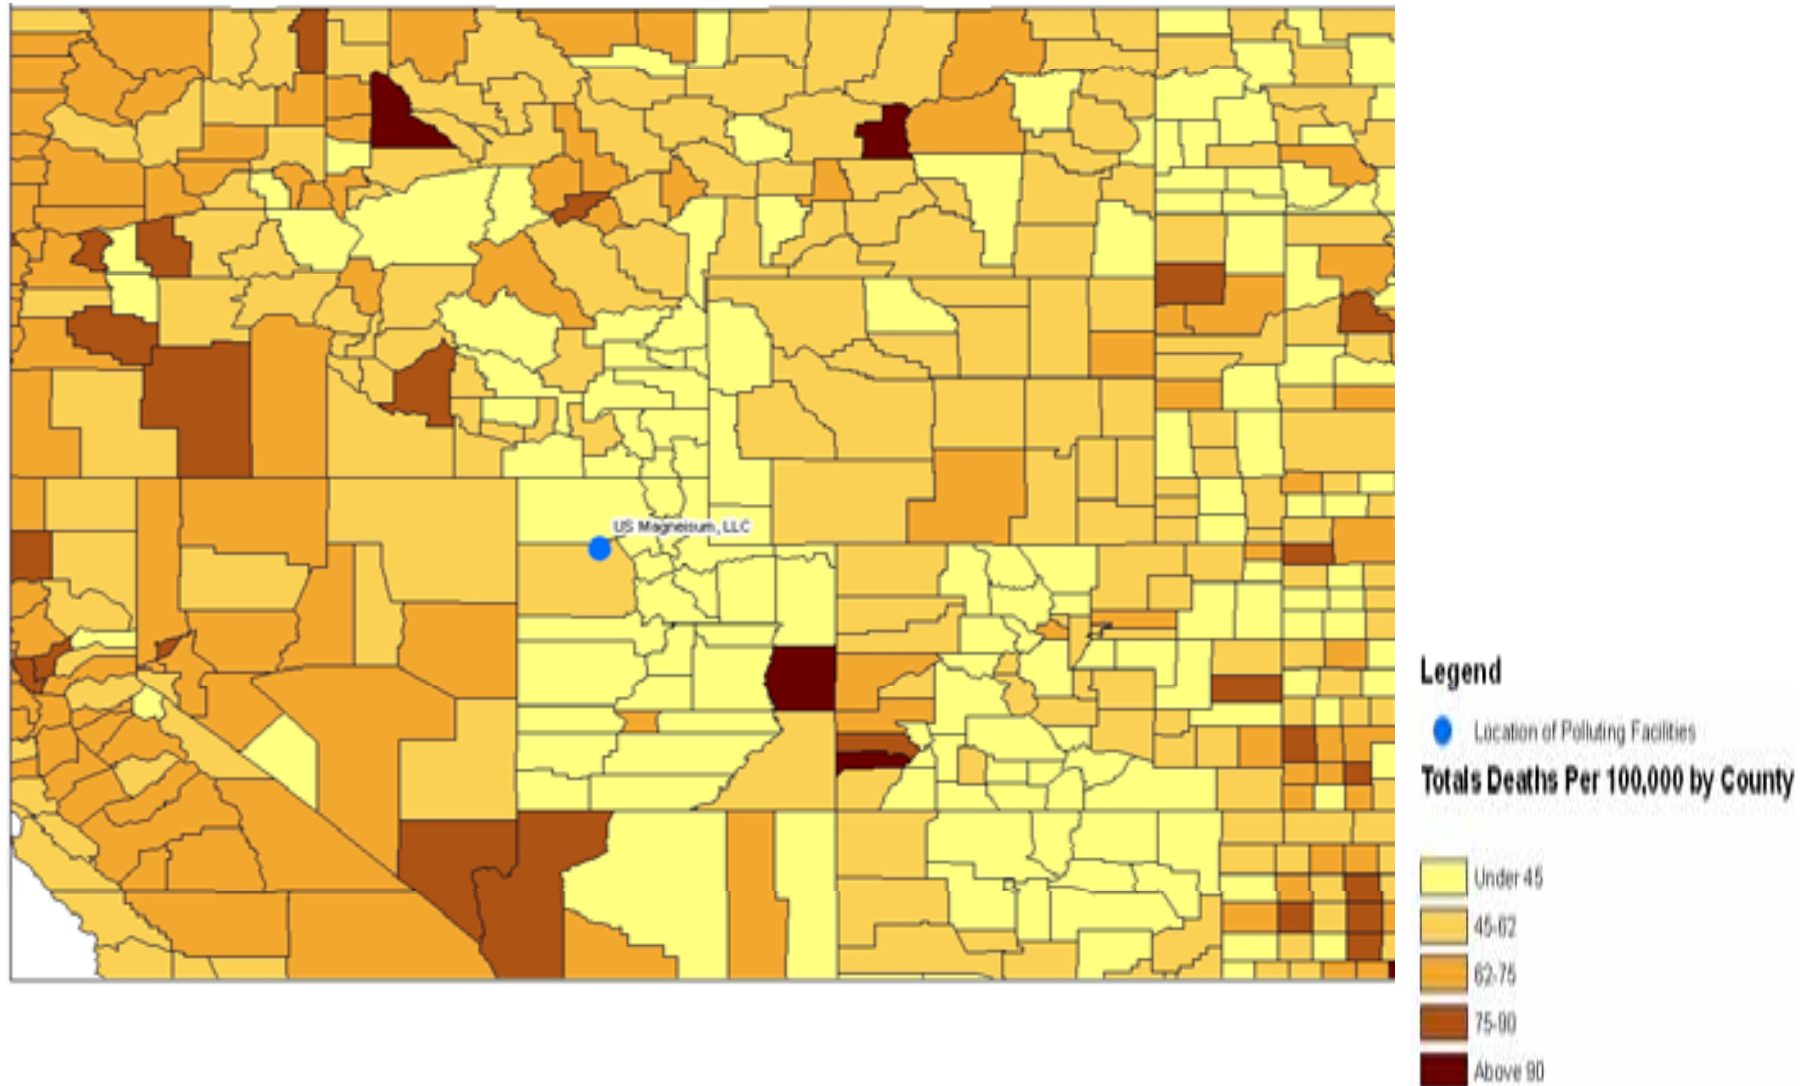 US Magneisum, LLC
Legend
Location of Polluting Facilities
Totals Deaths Per 100,000 by County
Under 45
45-62
62-75
75-90
Above 90